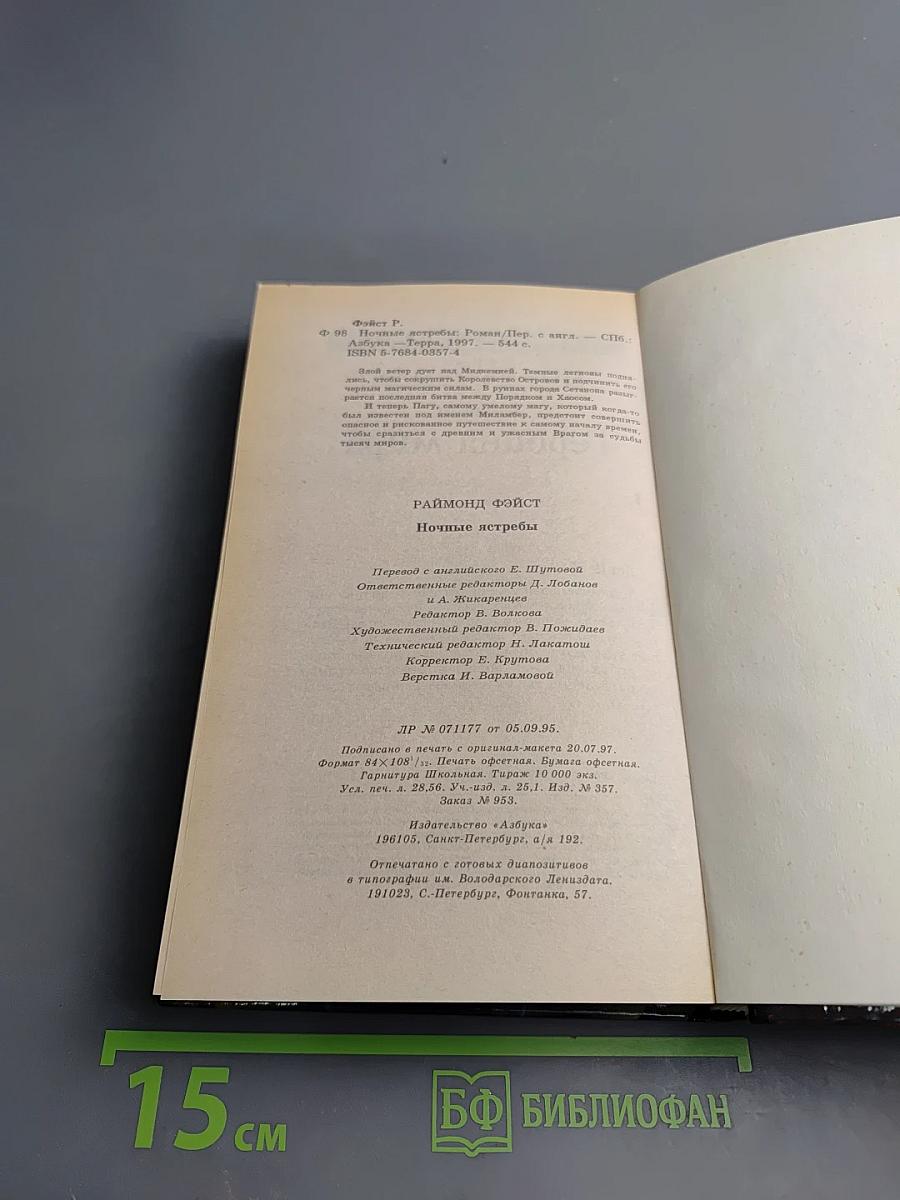 Фэйст Р.
Ф 98 Ночные ястребы: Роман/Пер. с англ. — СПб.:
Азбука —Терра, 1997. — 544 с.
ISBN 5-7684-0357-4
Злой ветер дует над Мидкемией. Темные легионы подня-
лись, чтобы сокрушить Королевство Островов и подчинить его
черным магическим силам. В руинах города Сетанона разыг-
рается последняя битва между Порядком и Хаосом.
И теперь Пагу, самому умелому магу, который когда-то
был известен под именем Миламбер, предстоит совершить
опасное и рискованное путешествие к самому началу времен,
чтобы сразиться с древним и ужасным Врагом за судьбы
тысяч миров.
РАЙМОНД ФЭЙСТ
Ночные ястребы
Перевод с английского Е. Шутовой
Ответственные редакторы Д. Лобанов
и А. Жикаренцев
Редактор В. Волкова
Художественный редактор В. Пожидаев
Технический редактор Н. Лакатош
Корректор Е. Крутова
Верстка И. Варламовой
ЛР № 071177 от 05.09.95.
Подписано в печать с оригинал-макета 20.07.97.
Формат 84×108 1/32. Печать офсетная. Бумага офсетная.
Гарнитура Школьная. Тираж 10 000 экз.
Усл. печ. л. 28,56. Уч.-изд. л. 25,1. Изд. № 357.
Заказ № 953.
Издательство «Азбука»
196105, Санкт-Петербург, а/я 192.
Отпечатано с готовых диапозитивов
в типографии им. Володарского Лениздата.
191023, С.-Петербург, Фонтанка, 57.
15 см
БФ БИБЛИОФАН